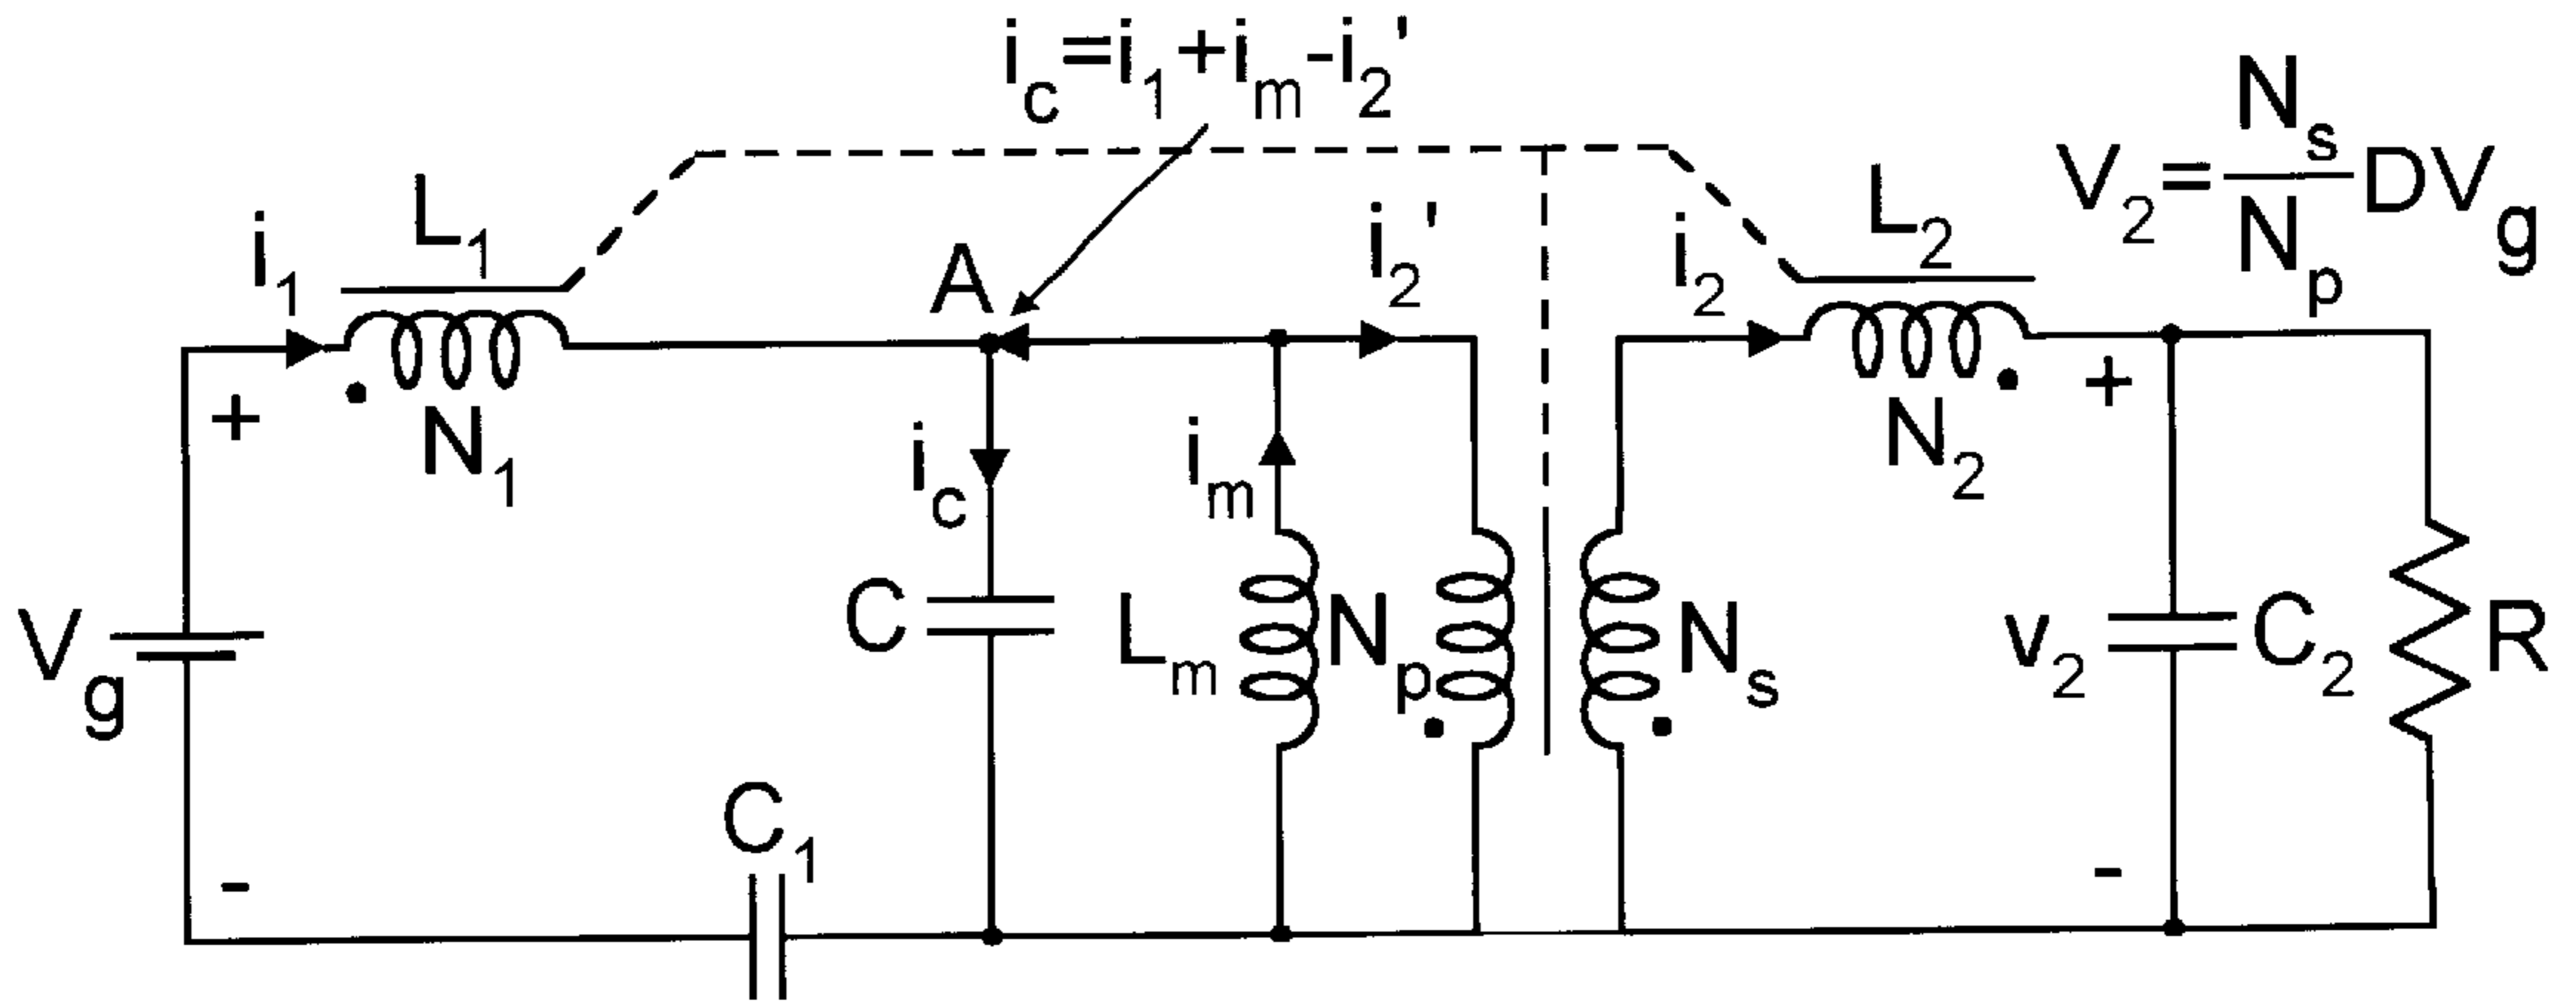 i_c=i_1+i_m-i_2'
V_2=\frac{N_s}{N_p}DV_g
i_1
L_1
A
i_2'
i_2
L_2
+
N_1
i_c
i_m
N_2
+
V_g
C
L_m
N_p
N_s
v_2
C_2
R
-
C_1
-